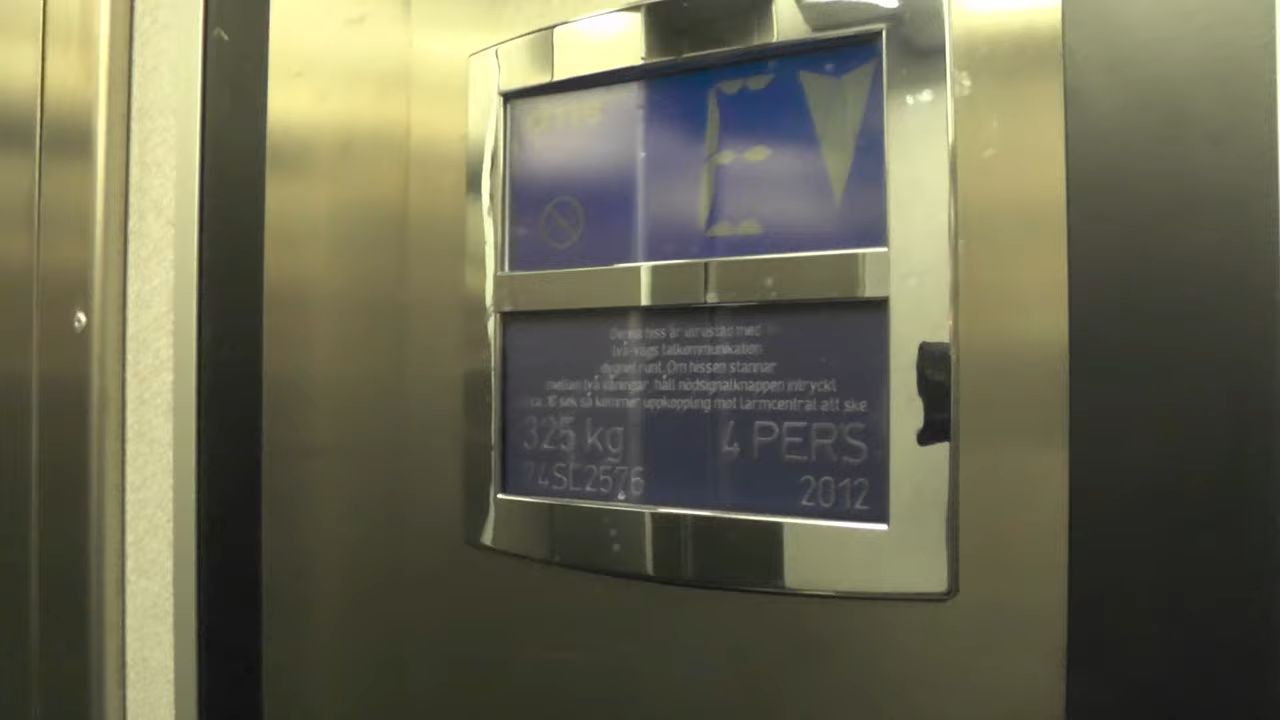 OTIS
E
Denna hiss är utrustad med
två-vägs talkommunikation
dygnet runt. Om hissen stannar
mellan två våningar, håll nödsignalknappen intryckt
ca. 10 sek så kommer uppkoppling mot larmcentral att ske
325 kg 4 PERS
74SL2576 2012